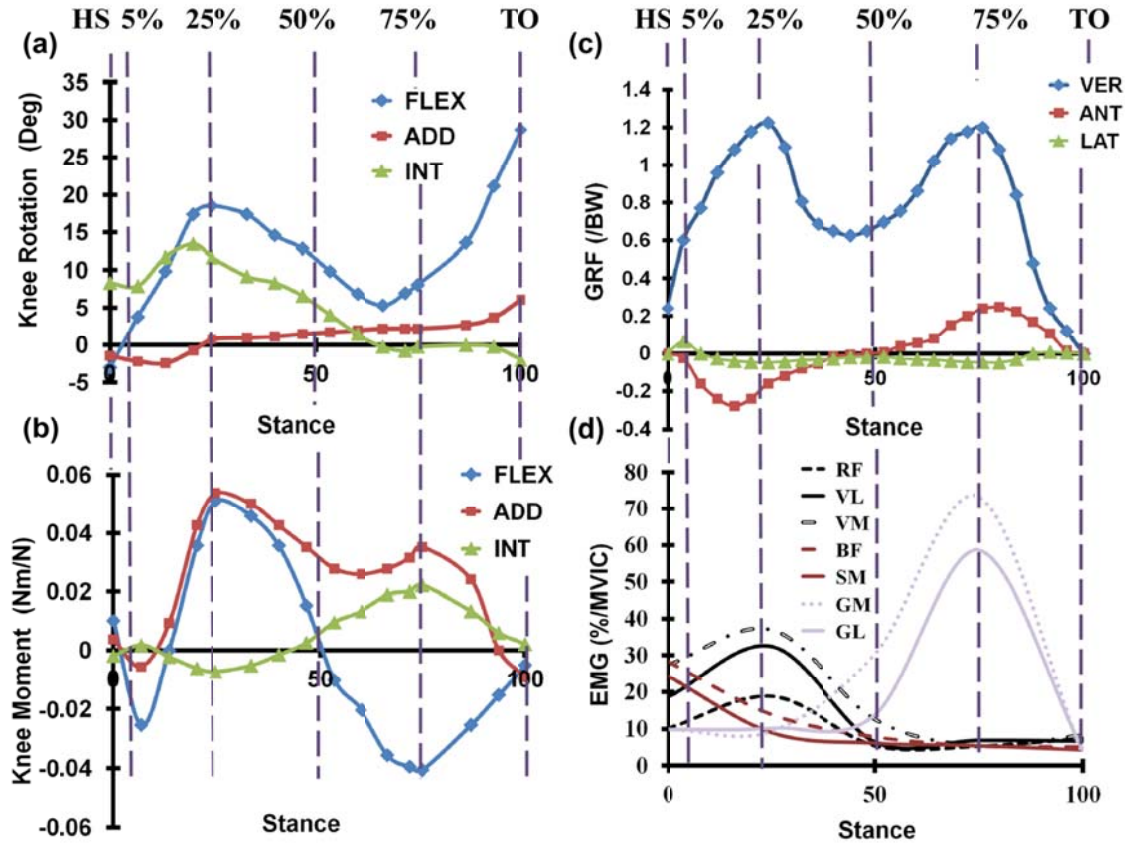 HS 5% 25% 50% 75% TO
(a)
35
30
25
20
15
10
5
0
-5
0 50 100
Knee Rotation (Deg)
Stance
FLEX
ADD
INT
(b)
0.06
0.04
0.02
0
-0.02
-0.04
-0.06
0 50 100
Knee Moment (Nm/N)
Stance
FLEX
ADD
INT
HS 5% 25% 50% 75% TO
(c)
1.4
1.2
1.0
0.8
0.6
0.4
0.2
0
-0.2
-0.4
0 50 100
GRF (/BW)
Stance
VER
ANT
LAT
(d)
80
70
60
50
40
30
20
10
0
0 50 100
EMG (%/MVIC)
Stance
RF
VL
VM
BF
SM
GM
GL